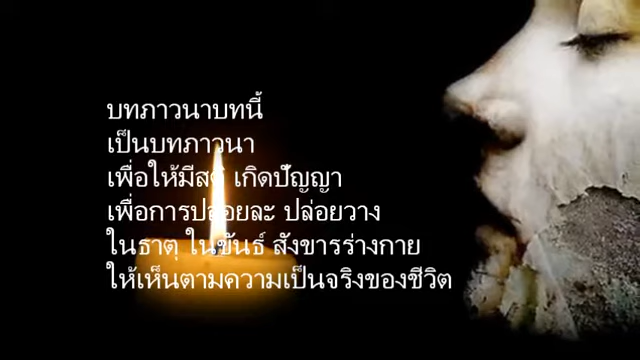 บทภาวนาบทนี้
เป็นบทภาวนา
เพื่อให้มีสติ เกิดปัญญา
เพื่อการปล่อยละ ปล่อยวาง
ในธาตุ ในขันธ์ สังขารร่างกาย
ให้เห็นตามความเป็นจริงของชีวิต